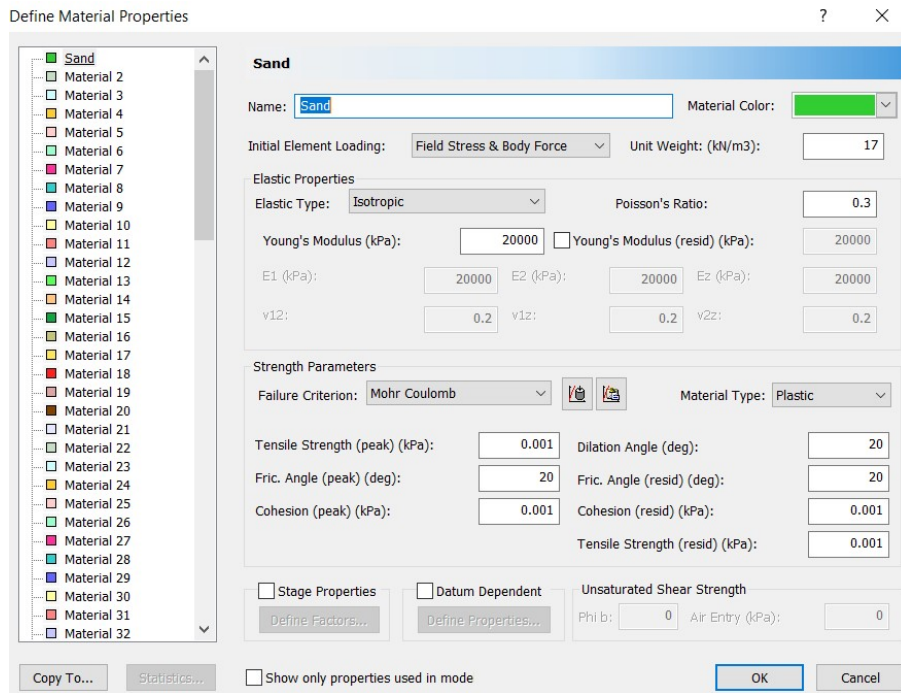 Define Material Properties ? ×
Sand
Material 2
Material 3
Material 4
Material 5
Material 6
Material 7
Material 8
Material 9
Material 10
Material 11
Material 12
Material 13
Material 14
Material 15
Material 16
Material 17
Material 18
Material 19
Material 20
Material 21
Material 22
Material 23
Material 24
Material 25
Material 26
Material 27
Material 28
Material 29
Material 30
Material 31
Material 32
Sand
Name: Sand Material Color:
Initial Element Loading: Field Stress & Body Force Unit Weight: (kN/m3): 17
Elastic Properties
Elastic Type: Isotropic Poisson's Ratio: 0.3
Young's Modulus (kPa): 20000 Young's Modulus (resid) (kPa): 20000
E1 (kPa): 20000 E2 (kPa): 20000 Ez (kPa): 20000
v12: 0.2 v1z: 0.2 v2z: 0.2
Strength Parameters
Failure Criterion: Mohr Coulomb Material Type: Plastic
Tensile Strength (peak) (kPa): 0.001 Dilation Angle (deg): 20
Fric. Angle (peak) (deg): 20 Fric. Angle (resid) (deg): 20
Cohesion (peak) (kPa): 0.001 Cohesion (resid) (kPa): 0.001
Tensile Strength (resid) (kPa): 0.001
Stage Properties Datum Dependent Unsaturated Shear Strength
Define Factors... Define Properties... Phi b: 0 Air Entry (kPa): 0
Copy To... Statistics... Show only properties used in mode OK Cancel